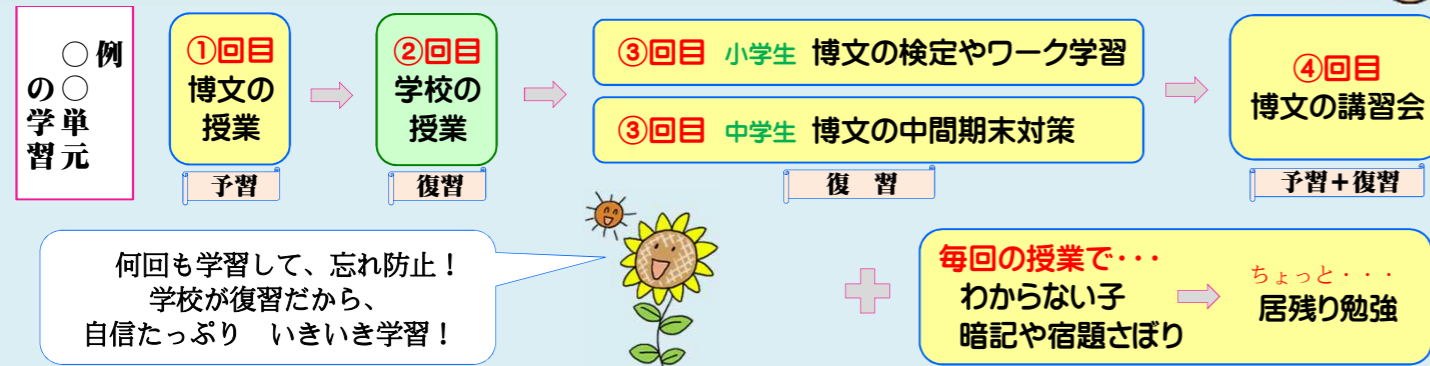 例
○○単元
の学習
①回目
博文の
授業
予習
②回目
学校の
授業
復習
③回目 小学生 博文の検定やワーク学習
③回目 中学生 博文の中間期末対策
復 習
④回目
博文の講習会
予習+復習
何回も学習して、忘れ防止！
学校が復習だから、
自信たっぷり いきいき学習！
毎回の授業で・・・
わからない子
暗記や宿題さぼり
ちょっと・・・
居残り勉強